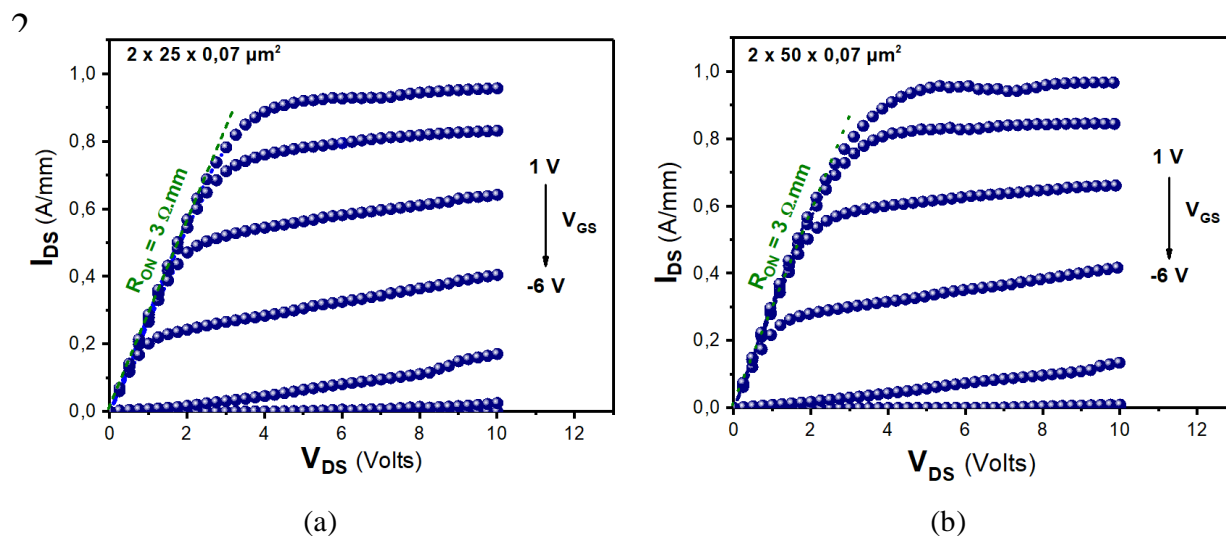 2
2 x 25 x 0,07 µm²
1,0
0,8
0,6
0,4
0,2
0,0
I_DS (A/mm)
R_ON = 3 Ω.mm
1 V
V_GS
-6 V
0 2 4 6 8 10 12
V_DS (Volts)
(a)
2 x 50 x 0,07 µm²
1,0
0,8
0,6
0,4
0,2
0,0
I_DS (A/mm)
R_ON = 3 Ω.mm
1 V
V_GS
-6 V
0 2 4 6 8 10 12
V_DS (Volts)
(b)